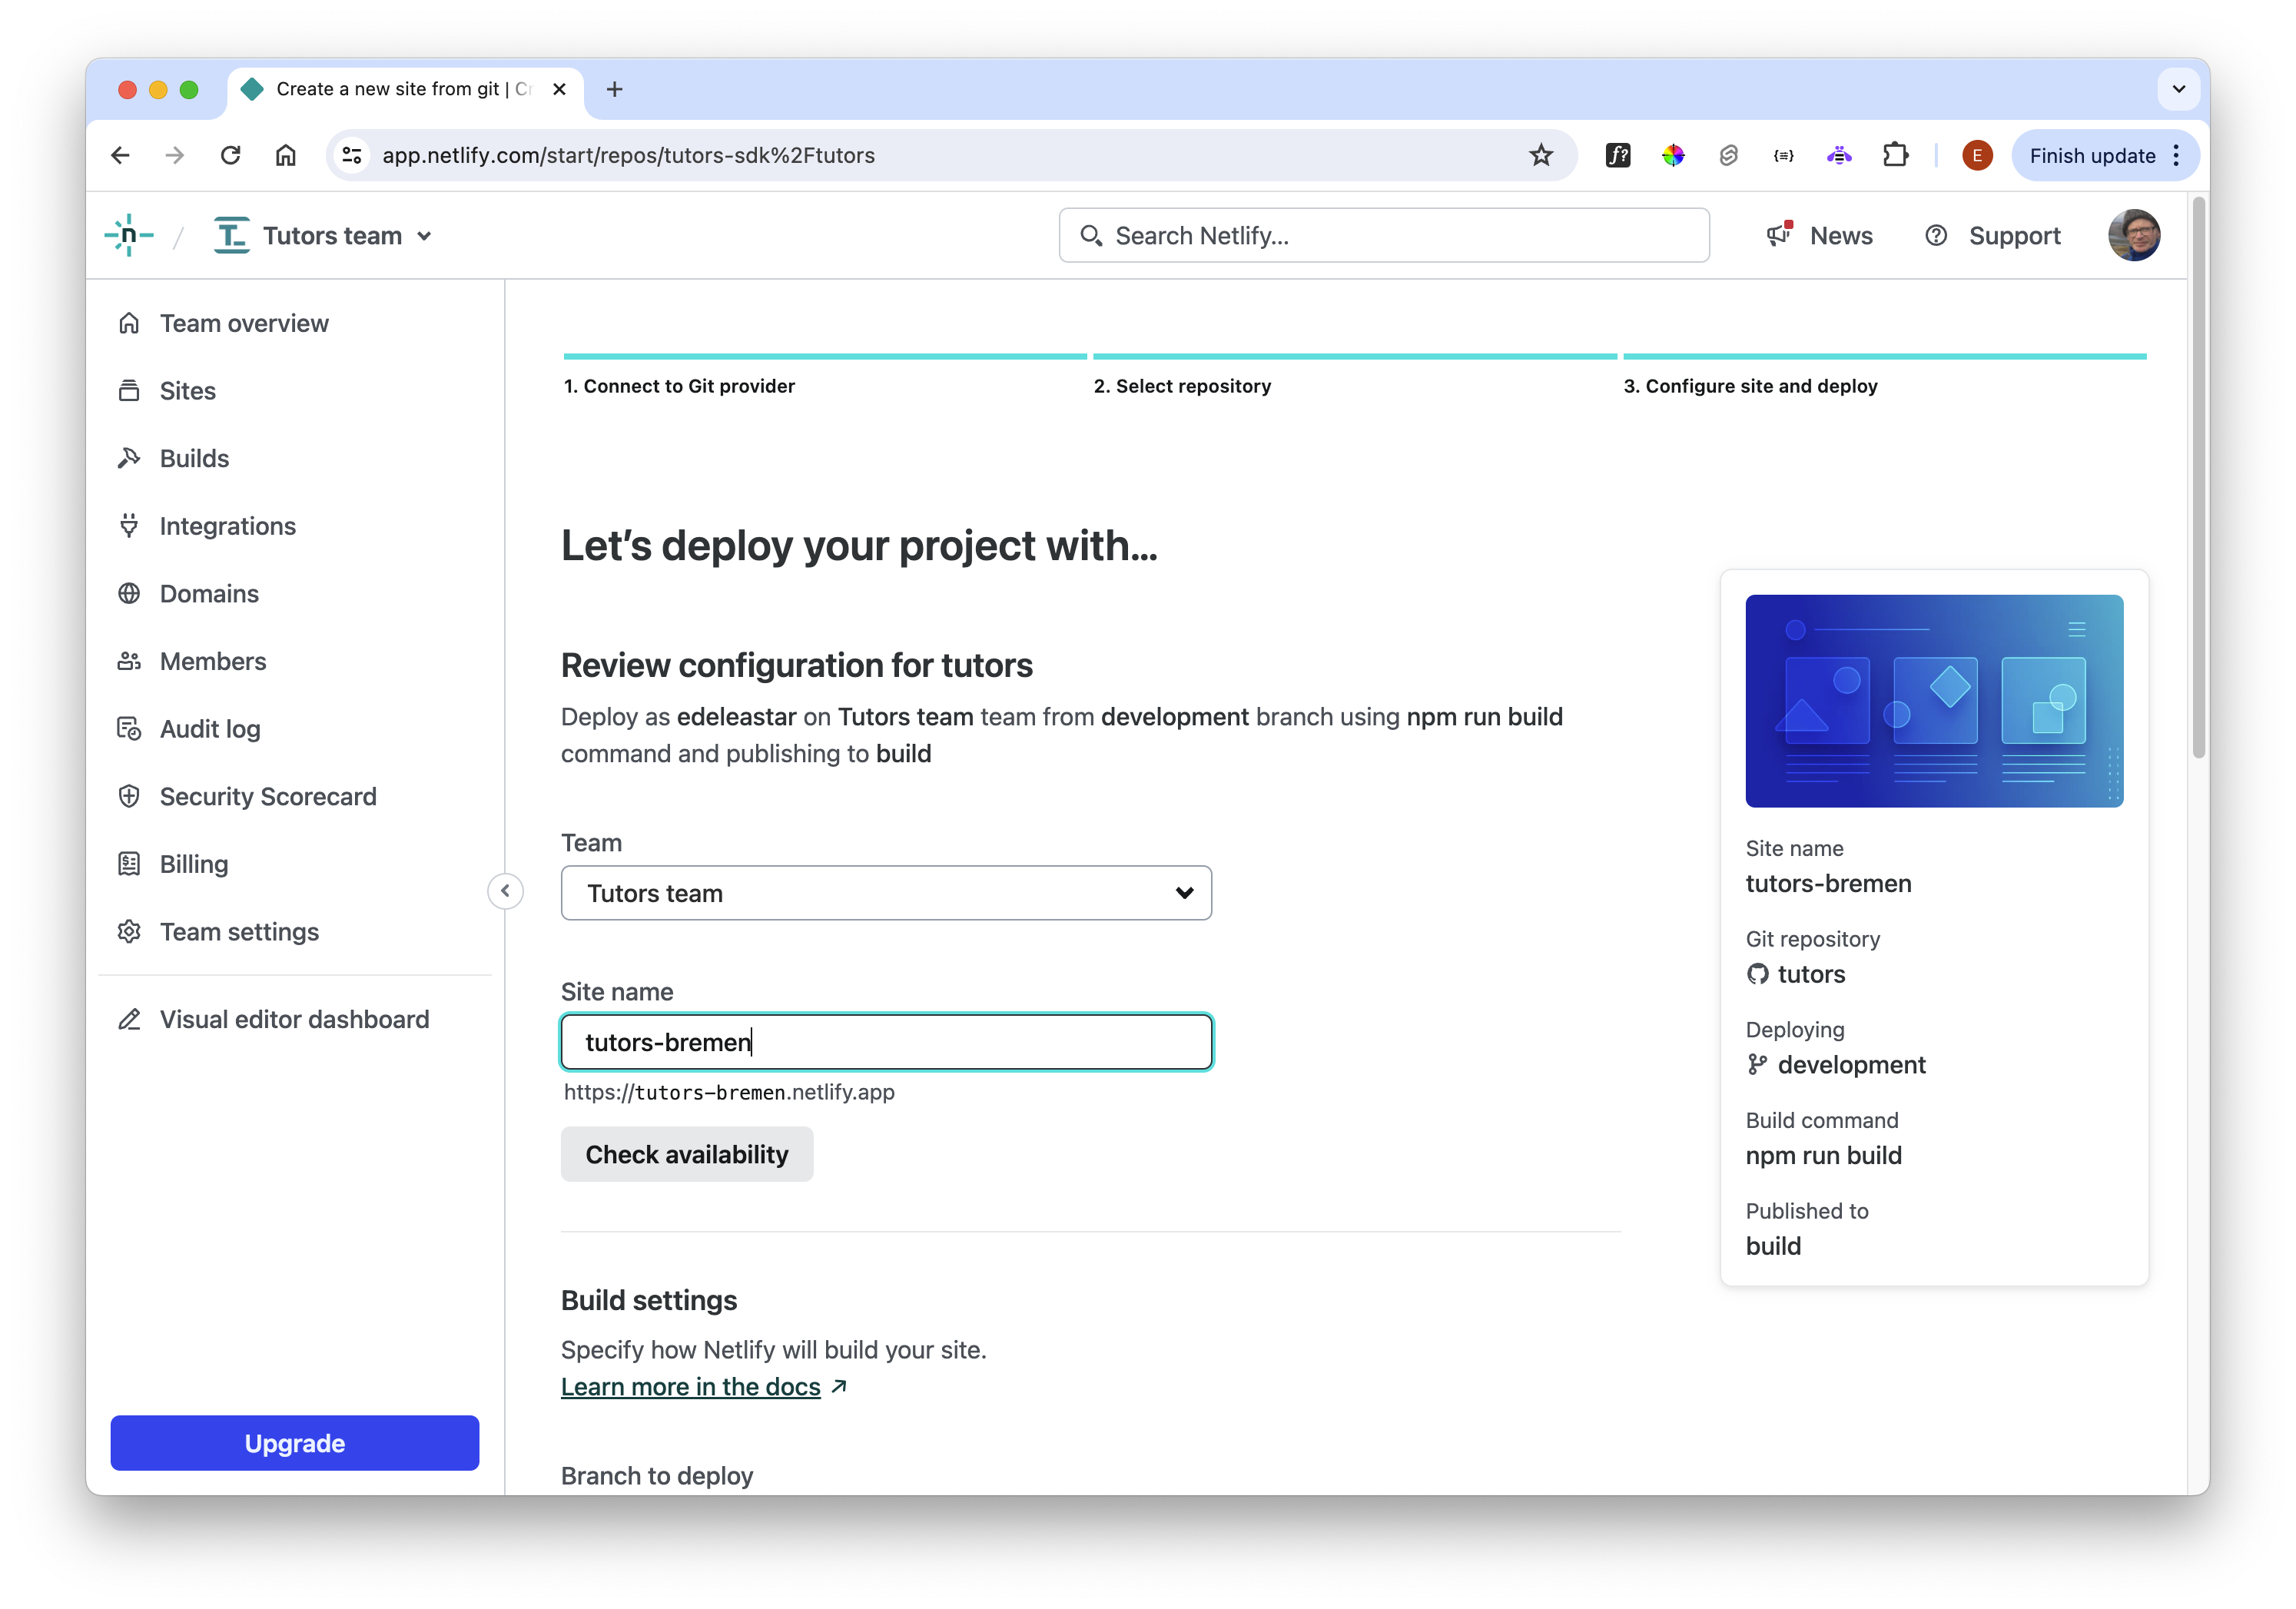 Create a new site from git | Cr
app.netlify.com/start/repos/tutors-sdk%2Ftutors
f?
{≡}
E
Finish update
n
/
T_
Tutors team
Search Netlify...
News
Support
Team overview
Sites
Builds
Integrations
Domains
Members
Audit log
Security Scorecard
Billing
Team settings
Visual editor dashboard
Upgrade
1. Connect to Git provider
2. Select repository
3. Configure site and deploy
Let’s deploy your project with…
Review configuration for tutors
Deploy as edeleastar on Tutors team team from development branch using npm run build
command and publishing to build
Team
Tutors team
Site name
tutors-bremen
https://tutors-bremen.netlify.app
Check availability
Build settings
Specify how Netlify will build your site.
Learn more in the docs
Branch to deploy
Site name
tutors-bremen
Git repository
tutors
Deploying
development
Build command
npm run build
Published to
build